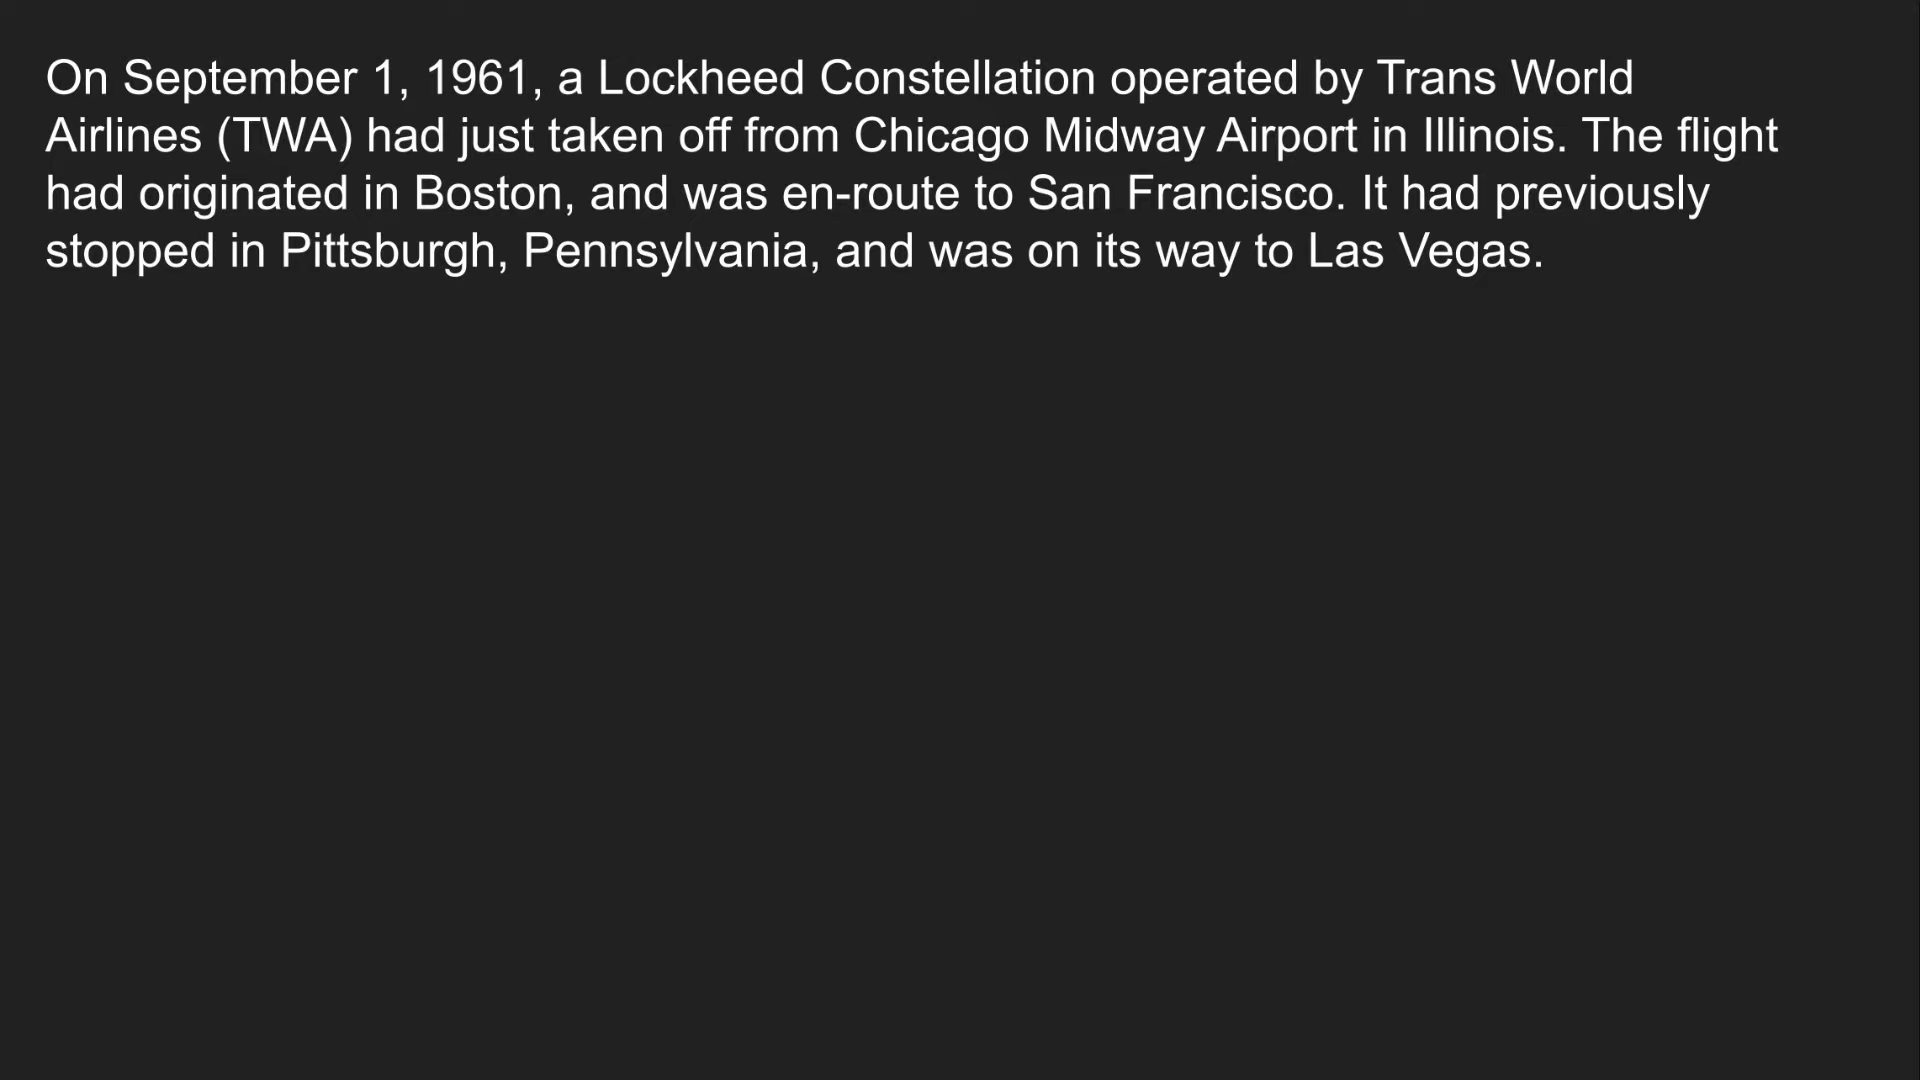 On September 1, 1961, a Lockheed Constellation operated by Trans World
Airlines (TWA) had just taken off from Chicago Midway Airport in Illinois. The flight
had originated in Boston, and was en-route to San Francisco. It had previously
stopped in Pittsburgh, Pennsylvania, and was on its way to Las Vegas.